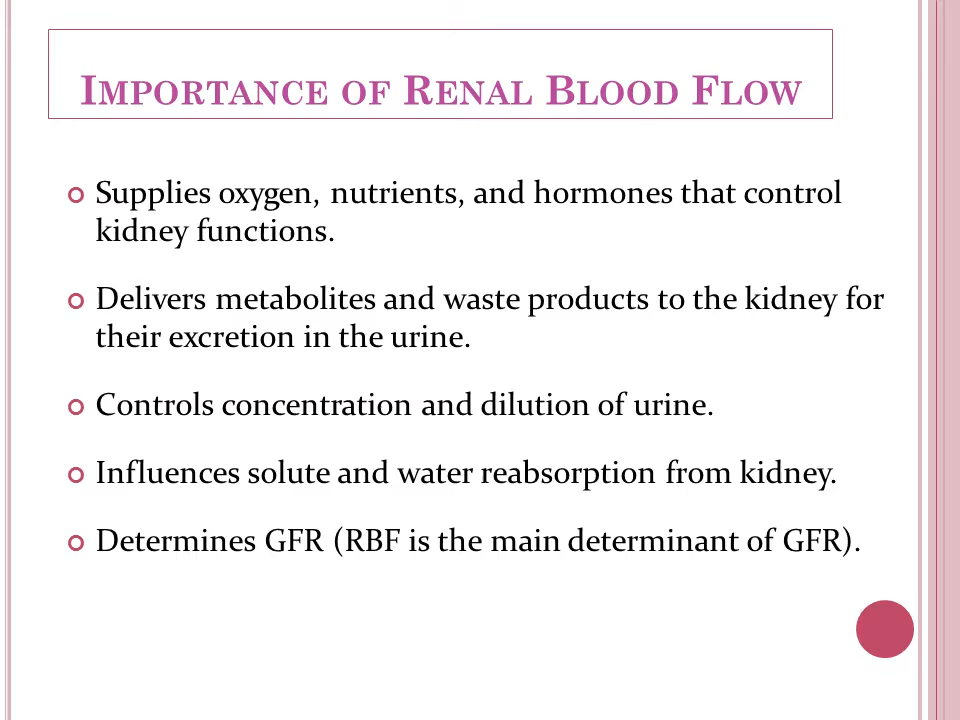 Importance of Renal Blood Flow
Supplies oxygen, nutrients, and hormones that control
kidney functions.
Delivers metabolites and waste products to the kidney for
their excretion in the urine.
Controls concentration and dilution of urine.
Influences solute and water reabsorption from kidney.
Determines GFR (RBF is the main determinant of GFR).